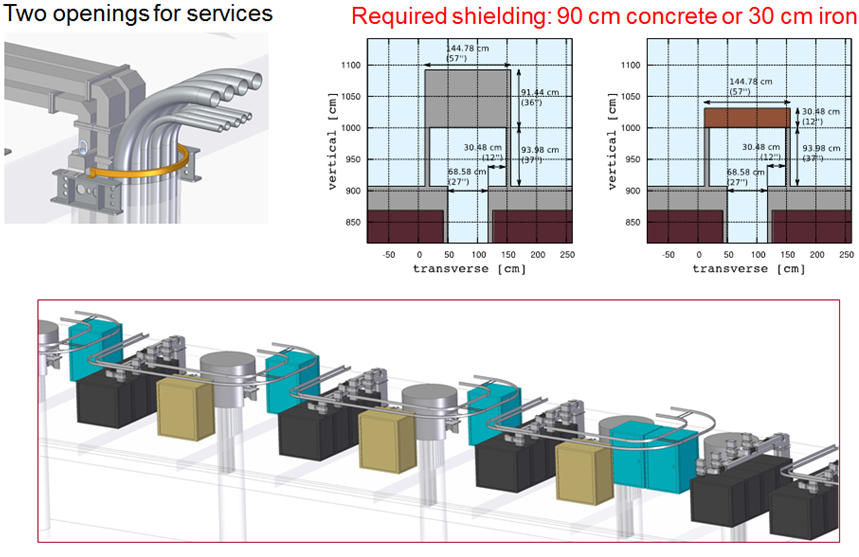 Two openings for services
Required shielding: 90 cm concrete or 30 cm iron
144.78 cm
(57")
91.44 cm
(36")
30.48 cm
(12")
93.98 cm
(37")
68.58 cm
(27")
1100
1050
1000
950
900
850
vertical [cm]
-50
0
50
100
150
200
250
transverse [cm]
144.78 cm
(57")
30.48 cm
(12")
30.48 cm
(12")
93.98 cm
(37")
68.58 cm
(27")
1100
1050
1000
950
900
850
vertical [cm]
-50
0
50
100
150
200
250
transverse [cm]